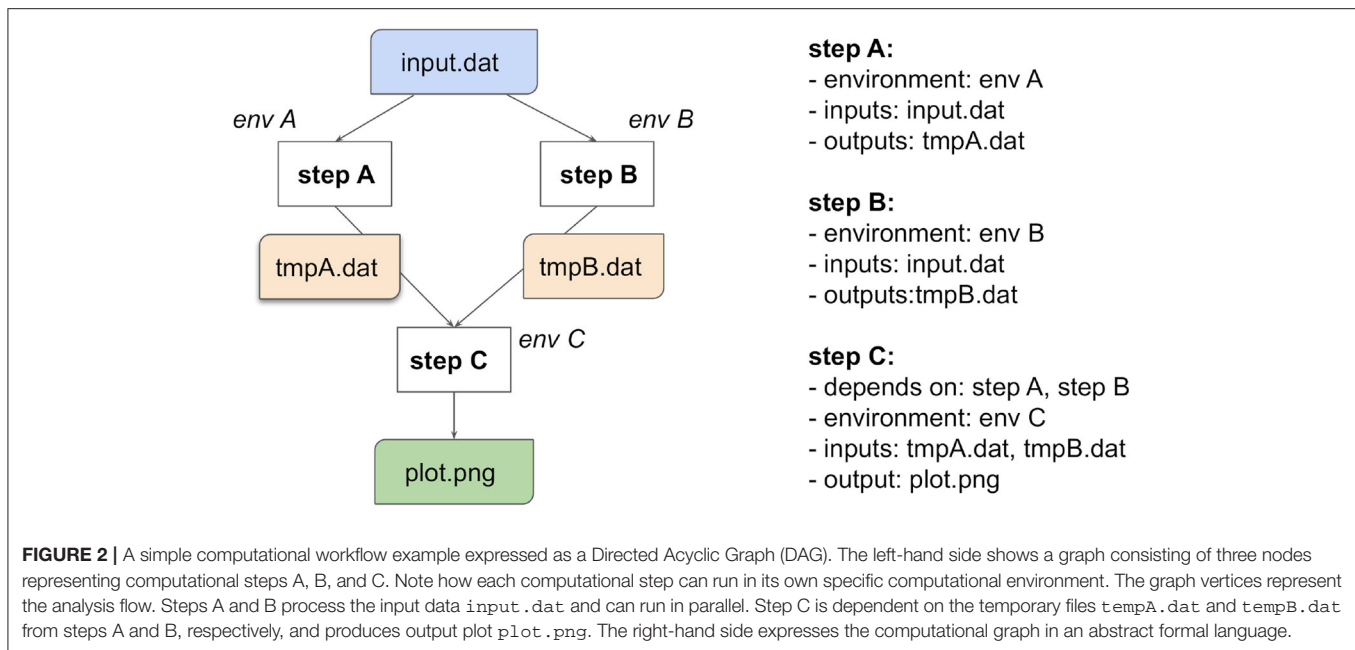 input.dat
env A
env B
step A
step B
tmpA.dat
tmpB.dat
env C
step C
plot.png
step A:
- environment: env A
- inputs: input.dat
- outputs: tmpA.dat
step B:
- environment: env B
- inputs: input.dat
- outputs:tmpB.dat
step C:
- depends on: step A, step B
- environment: env C
- inputs: tmpA.dat, tmpB.dat
- output: plot.png
FIGURE 2 | A simple computational workflow example expressed as a Directed Acyclic Graph (DAG). The left-hand side shows a graph consisting of three nodes
representing computational steps A, B, and C. Note how each computational step can run in its own specific computational environment. The graph vertices represent
the analysis flow. Steps A and B process the input data input.dat and can run in parallel. Step C is dependent on the temporary files tempA.dat and tempB.dat
from steps A and B, respectively, and produces output plot plot.png. The right-hand side expresses the computational graph in an abstract formal language.